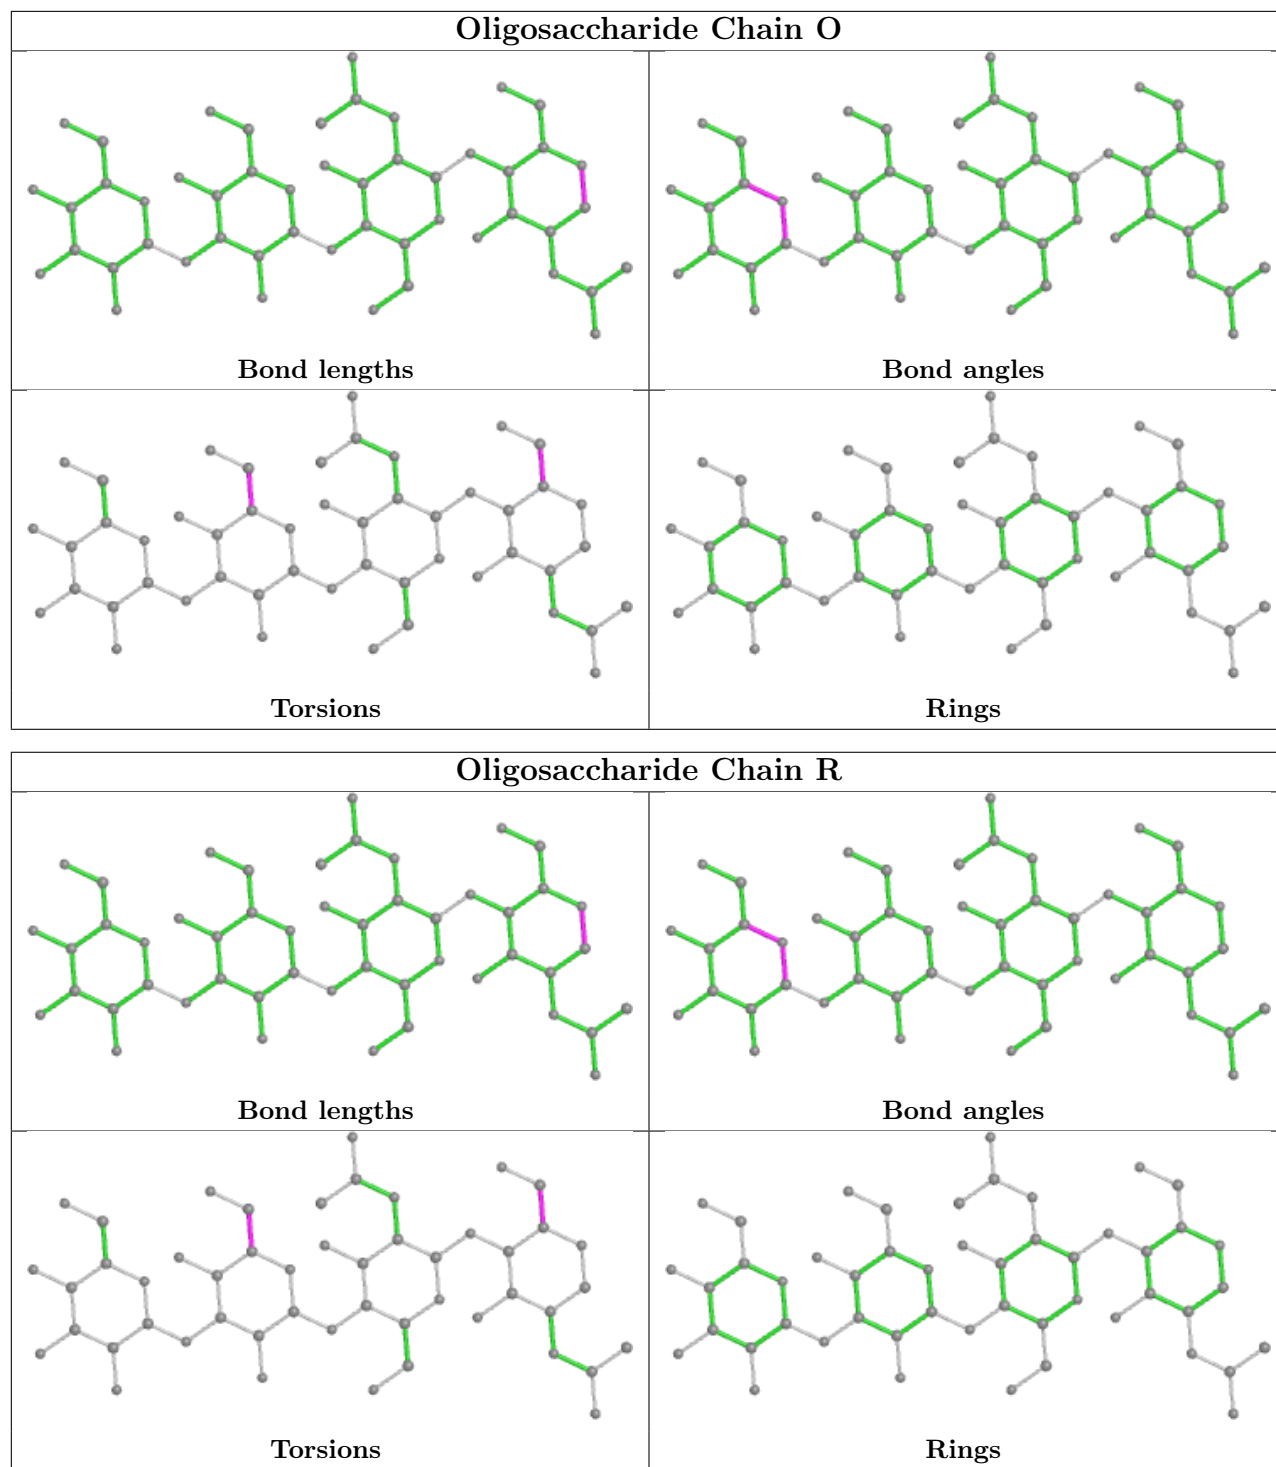 Oligosaccharide Chain O
Bond lengths
Bond angles
Torsions
Rings
Oligosaccharide Chain R
Bond lengths
Bond angles
Torsions
Rings